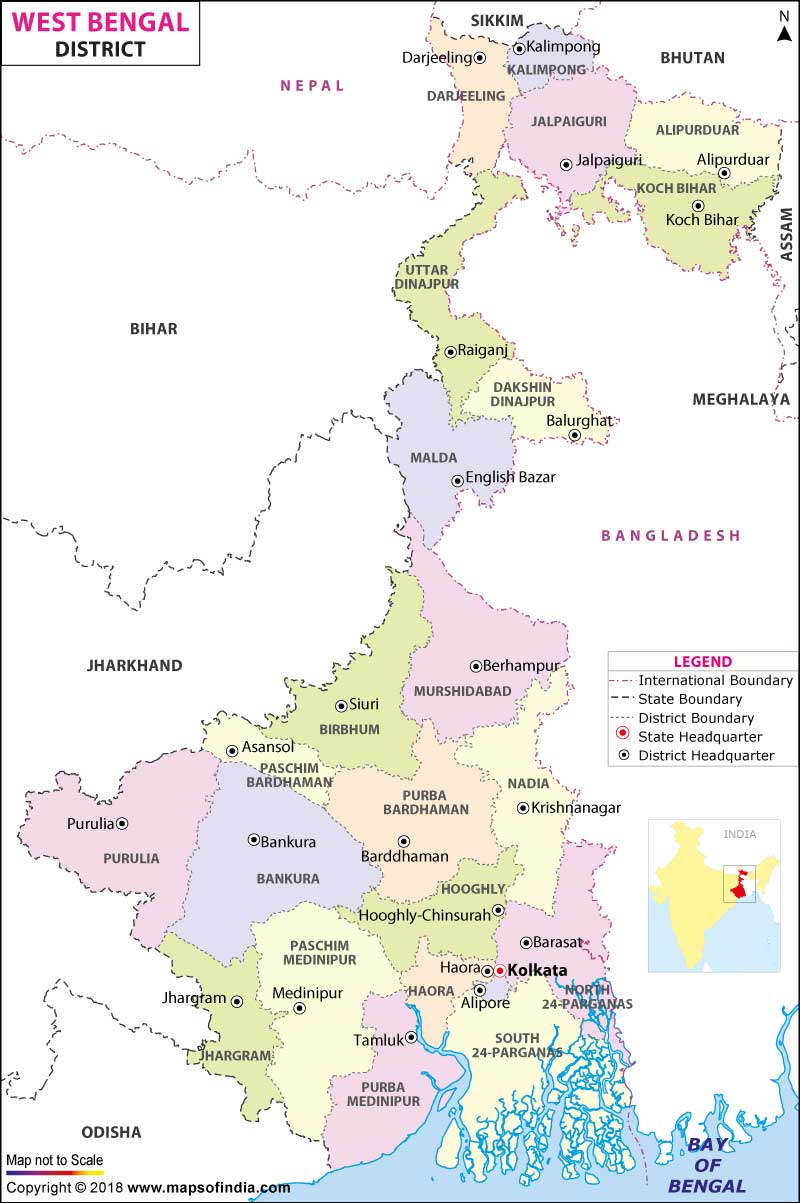 WEST BENGAL
DISTRICT
SIKKIM
N
NEPAL
BHUTAN
Darjeeling
Kalimpong
KALIMPONG
DARJEELING
JALPAIGURI
ALIPURDUAR
Jalpaiguri
Alipurduar
KOCH BIHAR
Koch Bihar
ASSAM
UTTAR
DINAJPUR
BIHAR
Raiganj
DAKSHIN
DINAJPUR
MEGHALAYA
Balurghat
MALDA
English Bazar
BANGLADESH
JHARKHAND
Berhampur
MURSHIDABAD
LEGEND
International Boundary
State Boundary
District Boundary
State Headquarter
District Headquarter
Siuri
BIRBHUM
Asansol
PASCHIM
BARDHAMAN
PURBA
BARDHAMAN
NADIA
Krishnanagar
Purulia
PURULIA
Bankura
BANKURA
Barddhaman
INDIA
HOOGHLY
Hooghly-Chinsurah
PASCHIM
MEDINIPUR
Barasat
Haora
Kolkata
HAORA
Alipore
NORTH
24-PARGANAS
Jhargram
Medinipur
JHARGRAM
Tamluk
SOUTH
24-PARGANAS
PURBA
MEDINIPUR
ODISHA
BAY
OF
BENGAL
Map not to Scale
Copyright © 2018 www.mapsofindia.com